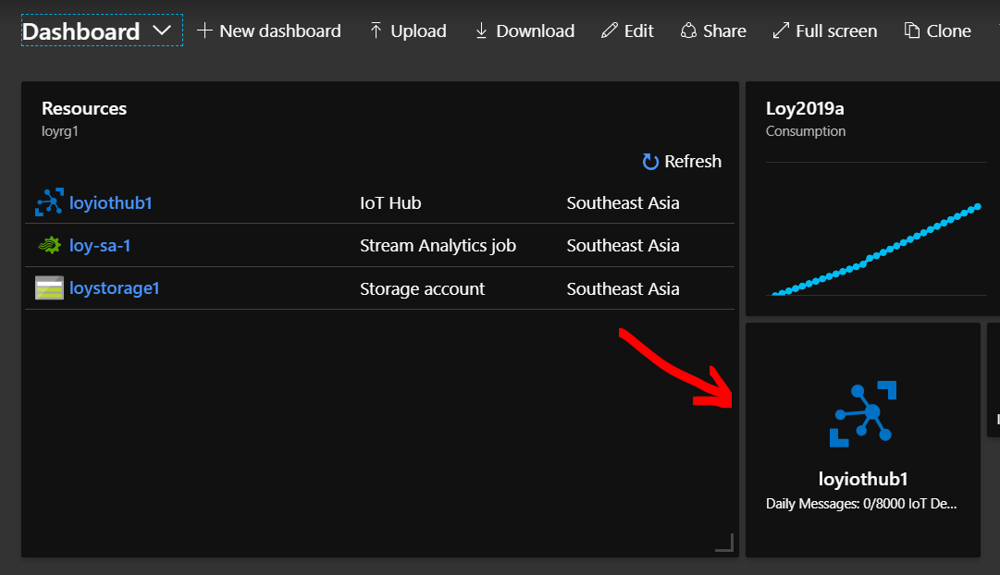 Dashboard
New dashboard
Upload
Download
Edit
Share
Full screen
Clone
Resources
loyrg1
Refresh
loyiothub1 IoT Hub Southeast Asia
loy-sa-1 Stream Analytics job Southeast Asia
loystorage1 Storage account Southeast Asia
Loy2019a
Consumption
loyiothub1
Daily Messages: 0/8000 IoT De...